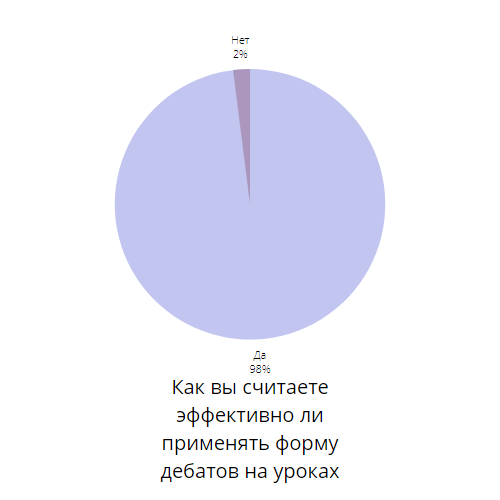 Нет
2%
Да
98%
Как вы считаете
эффективно ли
применять форму
дебатов на уроках